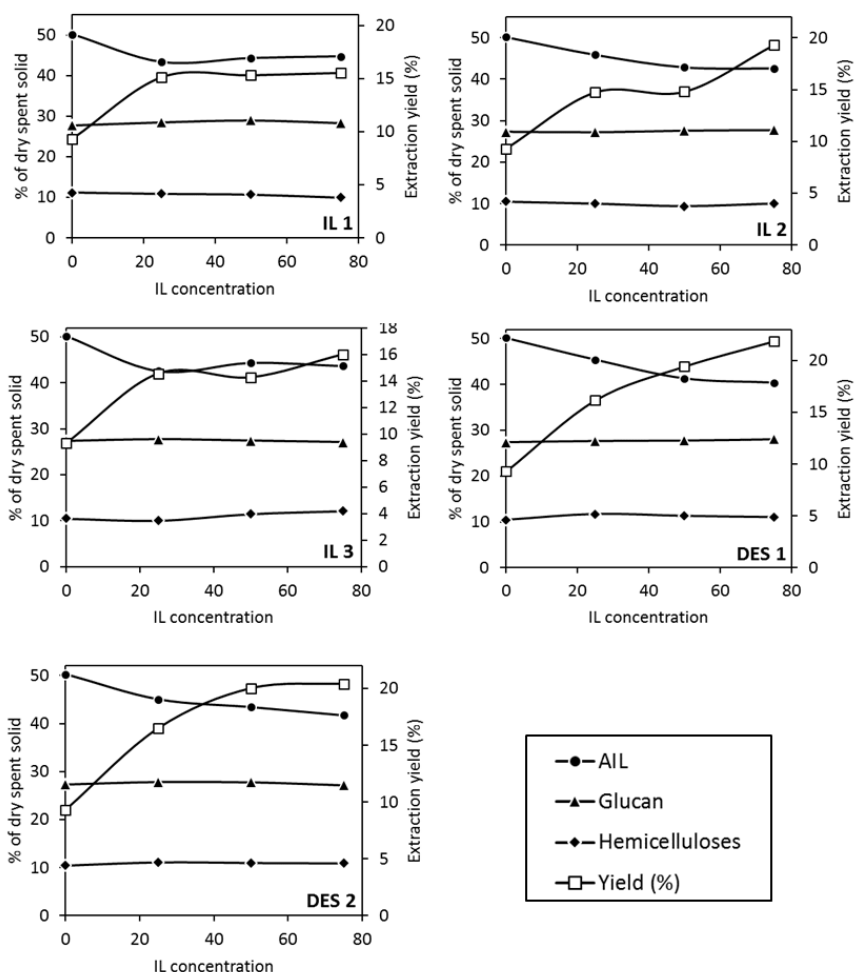 % of dry spent solid
50
40
30
20
10
0
0 20 40 60 80
IL concentration
20
15
10
5
0
Extraction yield (%)
IL 1
% of dry spent solid
50
40
30
20
10
0
0 20 40 60 80
IL concentration
20
15
10
5
0
Extraction yield (%)
IL 2
% of dry spent solid
50
40
30
20
10
0
0 20 40 60 80
IL concentration
18
16
14
12
10
8
6
4
2
0
Extraction yield (%)
IL 3
% of dry spent solid
50
40
30
20
10
0
0 20 40 60 80
IL concentration
20
15
10
5
0
Extraction yield (%)
DES 1
% of dry spent solid
50
40
30
20
10
0
0 20 40 60 80
IL concentration
20
15
10
5
0
Extraction yield (%)
DES 2
AIL
Glucan
Hemicelluloses
Yield (%)